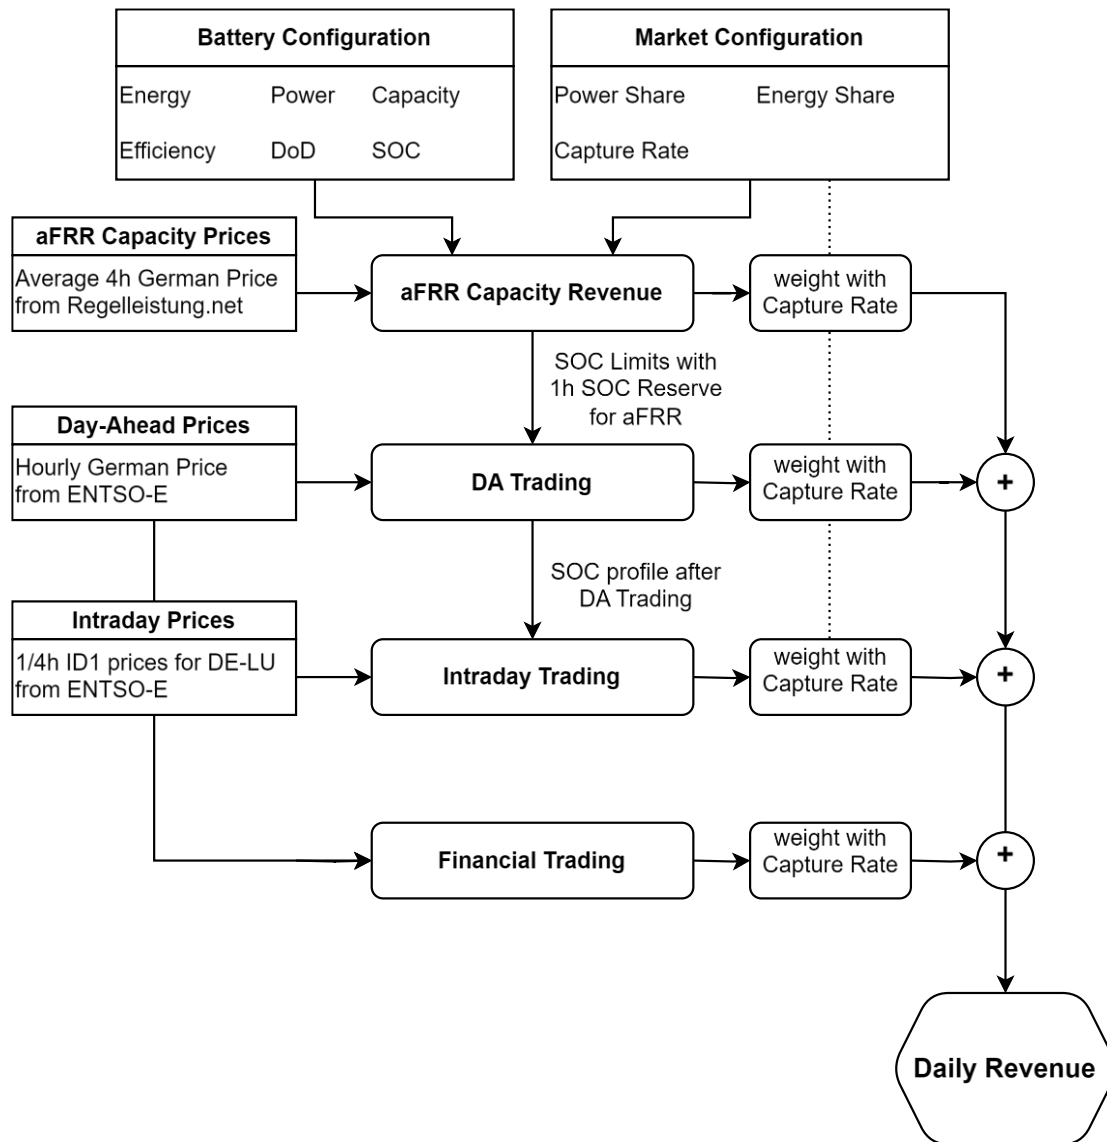 Battery Configuration
Energy Power Capacity
Efficiency DoD SOC
Market Configuration
Power Share Energy Share
Capture Rate
aFRR Capacity Prices
Average 4h German Price
from Regelleistung.net
aFRR Capacity Revenue
weight with
Capture Rate
SOC Limits with
1h SOC Reserve
for aFRR
Day-Ahead Prices
Hourly German Price
from ENTSO-E
DA Trading
weight with
Capture Rate
+
SOC profile after
DA Trading
Intraday Prices
1/4h ID1 prices for DE-LU
from ENTSO-E
Intraday Trading
weight with
Capture Rate
+
Financial Trading
weight with
Capture Rate
+
Daily Revenue